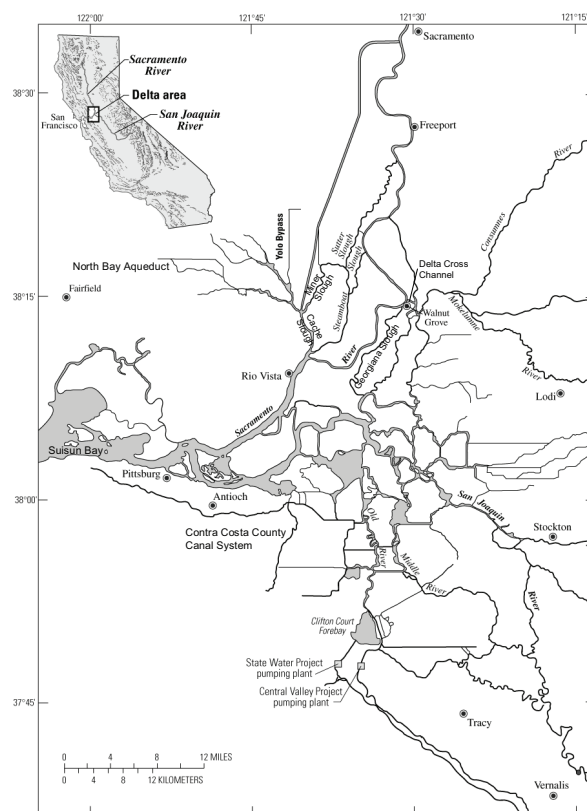 122°00'
121°45'
121°30'
121°15'
Sacramento
River
Delta area
San Joaquin
River
San
Francisco
38°30'
Sacramento
Freeport
River
Consumnes
Yolo Bypass
Sutter
Slough
Miner
Slough
Steamboat
Slough
Delta Cross
Channel
North Bay Aqueduct
38°15'
Fairfield
Cache
Slough
Walnut
Grove
Mokelumne
River
Georgiana Slough
River
Rio Vista
Lodi
Sacramento
Suisun Bay
Pittsburg
38°00'
Antioch
San Joaquin
Stockton
Contra Costa County
Canal System
Old
River
Middle
River
River
Clifton Court
Forebay
State Water Project
pumping plant
Central Valley Project
pumping plant
37°45'
Tracy
0 4 8 12 MILES
0 4 8 12 KILOMETERS
Vernalis